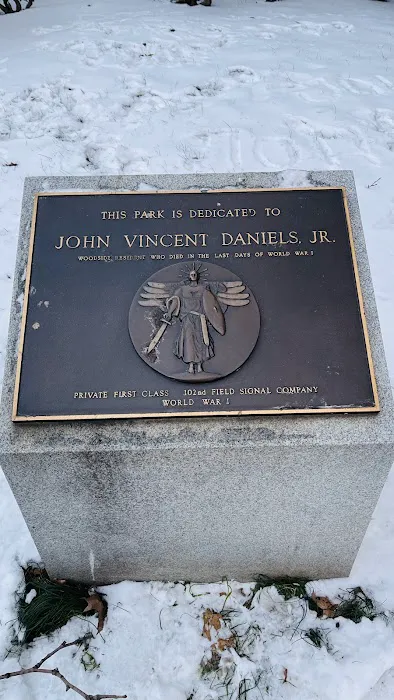 THIS PARK IS DEDICATED TO
JOHN VINCENT DANIELS, JR.
WOODSIDE RESIDENT WHO DIED IN THE LAST DAYS OF WORLD WAR I
PRIVATE FIRST CLASS 102nd FIELD SIGNAL COMPANY
WORLD WAR I